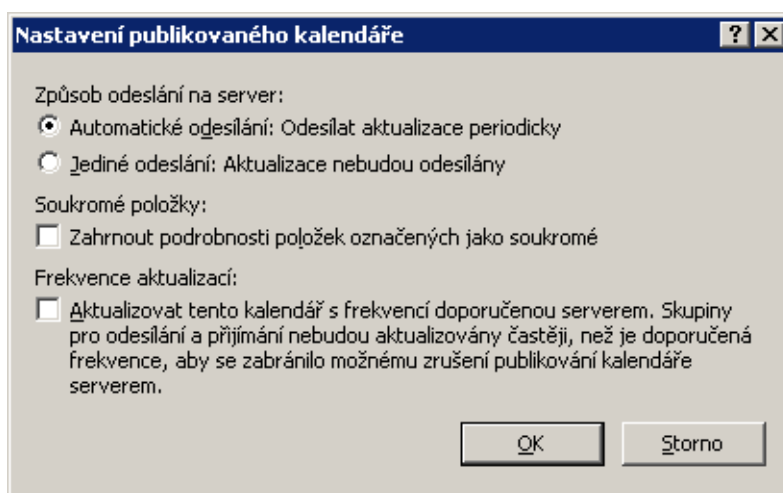 Nastavení publikovaného kalendáře
Způsob odeslání na server:
Automatické odesílání: Odesílat aktualizace periodicky
Jediné odeslání: Aktualizace nebudou odesílány
Soukromé položky:
Zahrnout podrobnosti položek označených jako soukromé
Frekvence aktualizací:
Aktualizovat tento kalendář s frekvencí doporučenou serverem. Skupiny
pro odesílání a přijímání nebudou aktualizovány častěji, než je doporučená
frekvence, aby se zabránilo možnému zrušení publikování kalendáře
serverem.
OK
Storno